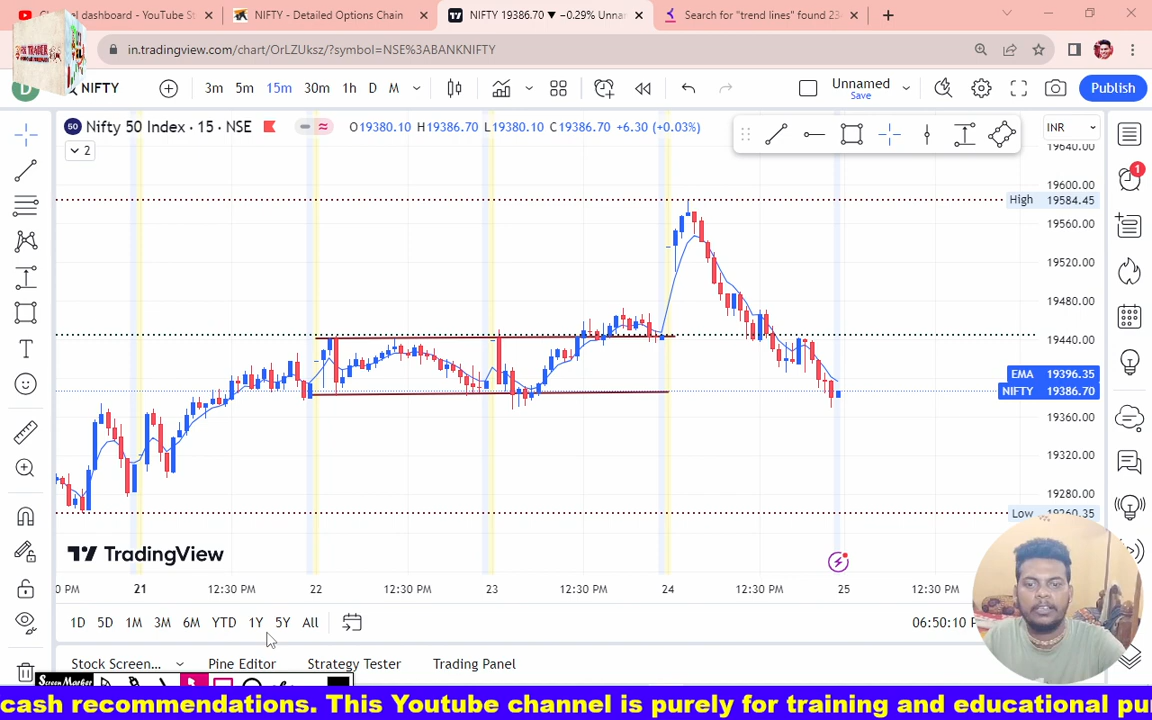 Channel dashboard - YouTube St
NIFTY - Detailed Options Chain
NIFTY 19386.70 ▼ −0.29% Unnar
Search for "trend lines" found 23
in.tradingview.com/chart/OrLZUksz/?symbol=NSE%3ABANKNIFTY
NIFTY
3m 5m 15m 30m 1h D M
Unnamed
Save
Publish
Nifty 50 Index · 15 · NSE
O19380.10 H19386.70 L19380.10 C19386.70 +6.30 (+0.03%)
INR
2
19640.00
19600.00
High 19584.45
19560.00
19520.00
19480.00
19440.00
EMA 19396.35
NIFTY 19386.70
19360.00
19320.00
19280.00
Low 19260.35
TradingView
0 PM 21 12:30 PM 22 12:30 PM 23 12:30 PM 24 12:30 PM 25 12:30 PM
1D 5D 1M 3M 6M YTD 1Y 5Y All
06:50:10 P
Stock Screen... Pine Editor Strategy Tester Trading Panel
Screen Marker
cash recommendations. This Youtube channel is purely for training and educational pu